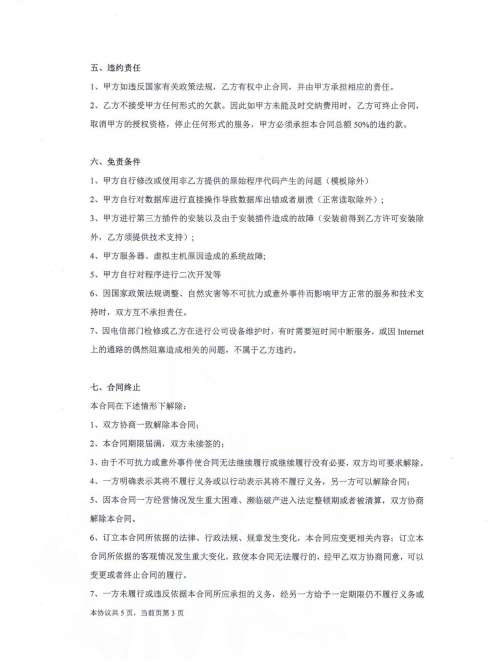 五、违约责任
1、甲方如违反国家有关政策法规，乙方有权中止合同，并由甲方承担相应的责任。
2、乙方不接受甲方任何形式的欠款。因此如甲方未能及时交纳费用时，乙方可终止合同，
取消甲方的授权资格，停止任何形式的服务，甲方必须承担本合同总额 50%的违约款。
六、免责条件
1、甲方自行修改或使用非乙方提供的原始程序代码产生的问题（模板除外）
2、甲方自行对数据库进行直接操作导致数据库出错或者崩溃（正常读取除外）;
3、甲方进行第三方插件的安装以及由于安装插件造成的故障（安装前得到乙方许可安装除
外，乙方须提供技术支持）;
4、甲方服务器、虚拟主机原因造成的系统故障;
5、甲方自行对程序进行二次开发等
6、因国家政策法规调整、自然灾害等不可抗力或意外事件而影响甲方正常的服务和技术支
持时，双方互不承担责任。
7、因电信部门检修或乙方在进行公司设备维护时，有时需要短时间中断服务，或因 Internet
上的通路的偶然阻塞造成相关的问题，不属于乙方违约。
七、合同终止
本合同在下述情形下解除：
1、双方协商一致解除本合同；
2、本合同期限届满，双方未续签的；
3、由于不可抗力或意外事件使合同无法继续履行或继续履行没有必要，双方均可要求解除。
4、一方明确表示其将不履行义务或以行动表示其将不履行义务，另一方可以解除合同；
5、因本合同一方经营情况发生重大困难、濒临破产进入法定整顿期或者被清算，双方协商
解除本合同。
6、订立本合同所依据的法律、行政法规、规章发生变化，本合同应变更相关内容；订立本
合同所依据的客观情况发生重大变化，致使本合同无法履行的，经甲乙双方协商同意，可以
变更或者终止合同的履行。
7、一方未履行或违反依据本合同所应承担的义务，经另一方给予一定期限仍不履行义务或
本协议共 5 页，当前页第 3 页